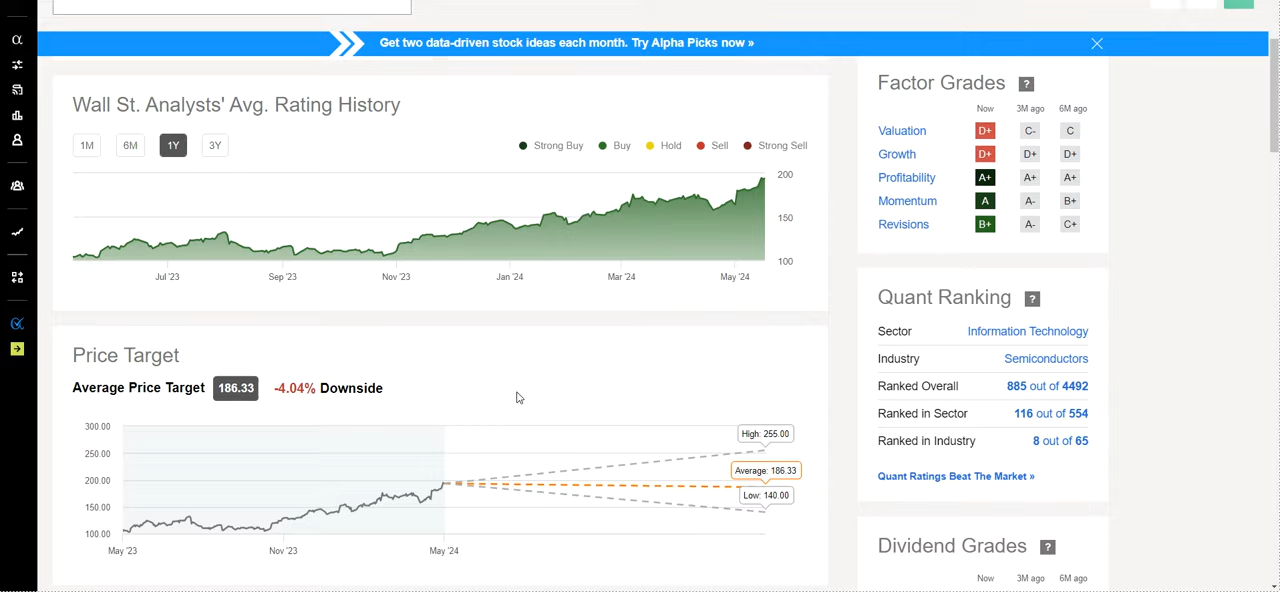 Get two data-driven stock ideas each month. Try Alpha Picks now »
Wall St. Analysts' Avg. Rating History
1M 6M 1Y 3Y
Strong Buy Buy Hold Sell Strong Sell
200
150
100
Jul '23 Sep '23 Nov '23 Jan '24 Mar '24 May '24
Price Target
Average Price Target 186.33 -4.04% Downside
300.00
250.00
200.00
150.00
100.00
High: 255.00
Average: 186.33
Low: 140.00
May '23 Nov '23 May '24
Factor Grades ?
Now 3M ago 6M ago
Valuation D+ C- C
Growth D+ D+ D+
Profitability A+ A+ A+
Momentum A A- B+
Revisions B+ A- C+
Quant Ranking ?
Sector Information Technology
Industry Semiconductors
Ranked Overall 885 out of 4492
Ranked in Sector 116 out of 554
Ranked in Industry 8 out of 65
Quant Ratings Beat The Market »
Dividend Grades ?
Now 3M ago 6M ago